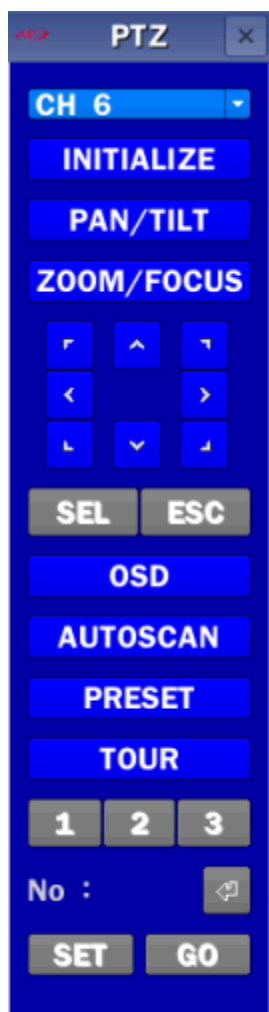 PTZ
CH 6
INITIALIZE
PAN/TILT
ZOOM/FOCUS
SEL ESC
OSD
AUTOSCAN
PRESET
TOUR
1 2 3
No :
SET GO